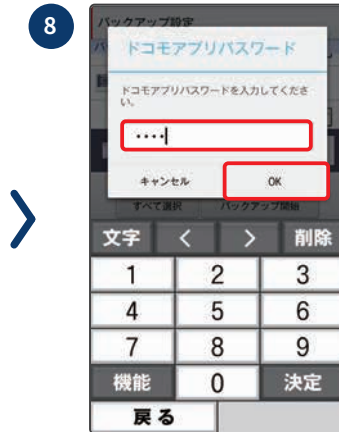 8
バックアップ設定
ドコモアプリパスワード
ドコモアプリパスワードを入力してくださ
い。
••••
キャンセル OK
すべて選択 バックアップ開始
文字 < > 削除
1 2 3
4 5 6
7 8 9
機能 0 決定
戻る